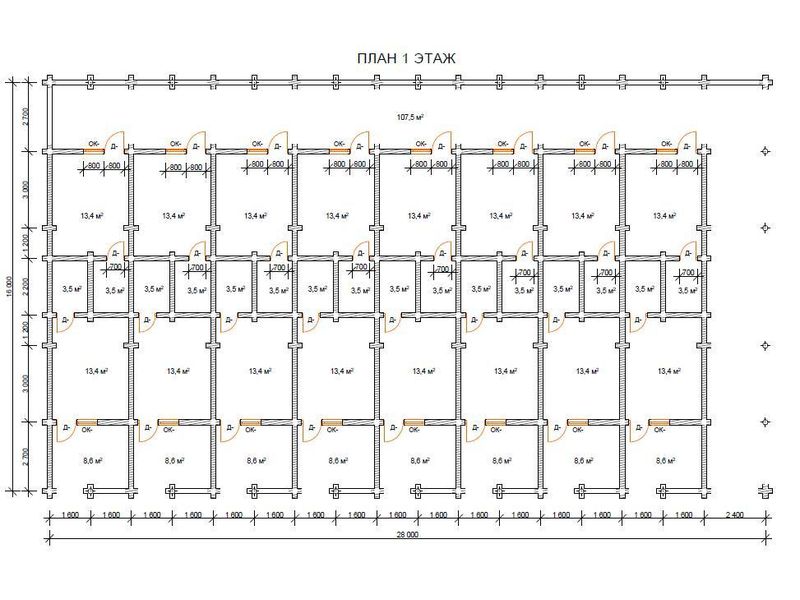 ПЛАН 1 ЭТАЖ
107,5 м²
2 700
ОК- Д- ОК- Д- ОК- Д- ОК- Д- ОК- Д- ОК- Д- ОК- Д- ОК- Д-
800 800 800 800 800 800 800 800 800 800 800 800 800 800 800 800
3 000
13,4 м² 13,4 м² 13,4 м² 13,4 м² 13,4 м² 13,4 м² 13,4 м² 13,4 м²
1 200
Д- Д- Д- Д- Д- Д- Д- Д-
700 700 700 700 700 700 700 700
16 000
2 200
3,5 м² 3,5 м² 3,5 м² 3,5 м² 3,5 м² 3,5 м² 3,5 м² 3,5 м² 3,5 м² 3,5 м² 3,5 м² 3,5 м² 3,5 м² 3,5 м² 3,5 м² 3,5 м²
Д- Д- Д- Д- Д- Д- Д- Д-
1 200
13,4 м² 13,4 м² 13,4 м² 13,4 м² 13,4 м² 13,4 м² 13,4 м² 13,4 м²
3 000
Д- ОК- Д- ОК- Д- ОК- Д- ОК- Д- ОК- Д- ОК- Д- ОК- Д- ОК-
2 700
8,6 м² 8,6 м² 8,6 м² 8,6 м² 8,6 м² 8,6 м² 8,6 м² 8,6 м²
1 600 1 600 1 600 1 600 1 600 1 600 1 600 1 600 1 600 1 600 1 600 1 600 1 600 1 600 1 600 1 600 2 400
28 000